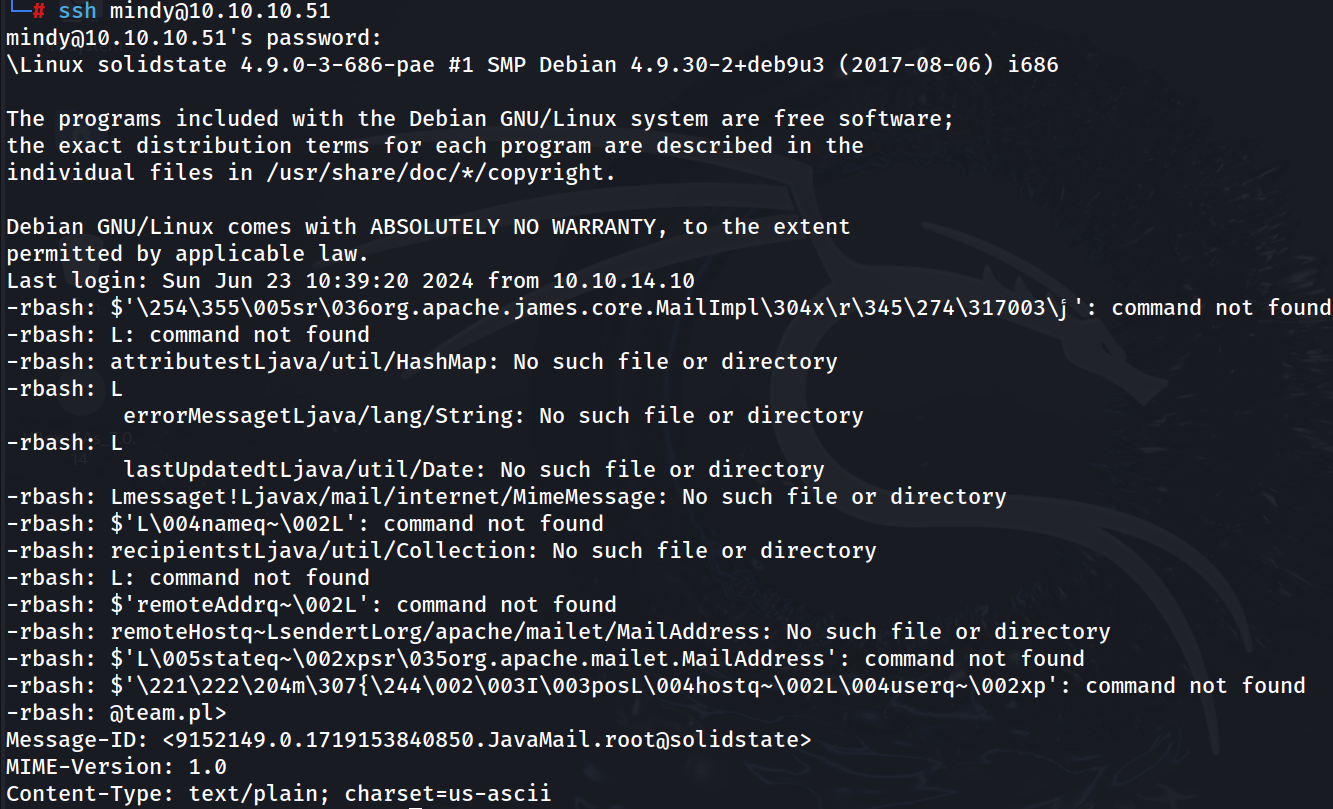 └─# ssh mindy@10.10.10.51
mindy@10.10.10.51's password:
\Linux solidstate 4.9.0-3-686-pae #1 SMP Debian 4.9.30-2+deb9u3 (2017-08-06) i686
The programs included with the Debian GNU/Linux system are free software;
the exact distribution terms for each program are described in the
individual files in /usr/share/doc/*/copyright.
Debian GNU/Linux comes with ABSOLUTELY NO WARRANTY, to the extent
permitted by applicable law.
Last login: Sun Jun 23 10:39:20 2024 from 10.10.14.10
-rbash: $'\254\355\005sr\036org.apache.james.core.MailImpl\304x\r\345\274\317003\ ': command not found
-rbash: L: command not found
-rbash: attributestLjava/util/HashMap: No such file or directory
-rbash: L
errorMessagetLjava/lang/String: No such file or directory
-rbash: L
lastUpdatedtLjava/util/Date: No such file or directory
-rbash: Lmessaget!Ljavax/mail/internet/MimeMessage: No such file or directory
-rbash: $'L\004nameq~\002L': command not found
-rbash: recipientstLjava/util/Collection: No such file or directory
-rbash: L: command not found
-rbash: $'remoteAddrq~\002L': command not found
-rbash: remoteHostq~LsendertLorg/apache/mailet/MailAddress: No such file or directory
-rbash: $'L\005stateq~\002xpsr\035org.apache.mailet.MailAddress': command not found
-rbash: $'\221\222\204m\307{\244\002\003I\003posL\004hostq~\002L\004userq~\002xp': command not found
-rbash: @team.pl>
Message-ID: <9152149.0.1719153840850.JavaMail.root@solidstate>
MIME-Version: 1.0
Content-Type: text/plain; charset=us-ascii